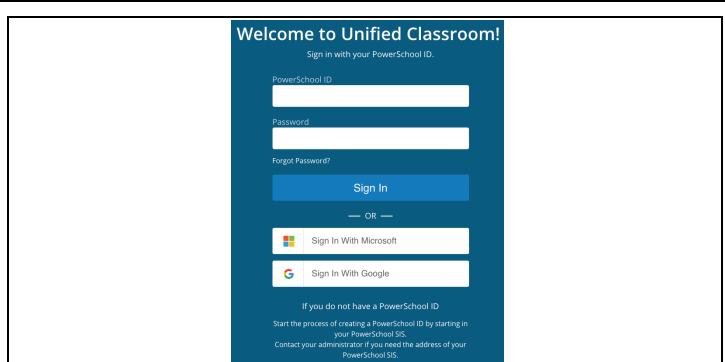 Welcome to Unified Classroom!
Sign in with your PowerSchool ID.
PowerSchool ID
Password
Forgot Password?
Sign In
OR
Sign In With Microsoft
Sign In With Google
If you do not have a PowerSchool ID
Start the process of creating a PowerSchool ID by starting in
your PowerSchool SIS.
Contact your administrator if you need the address of your
PowerSchool SIS.